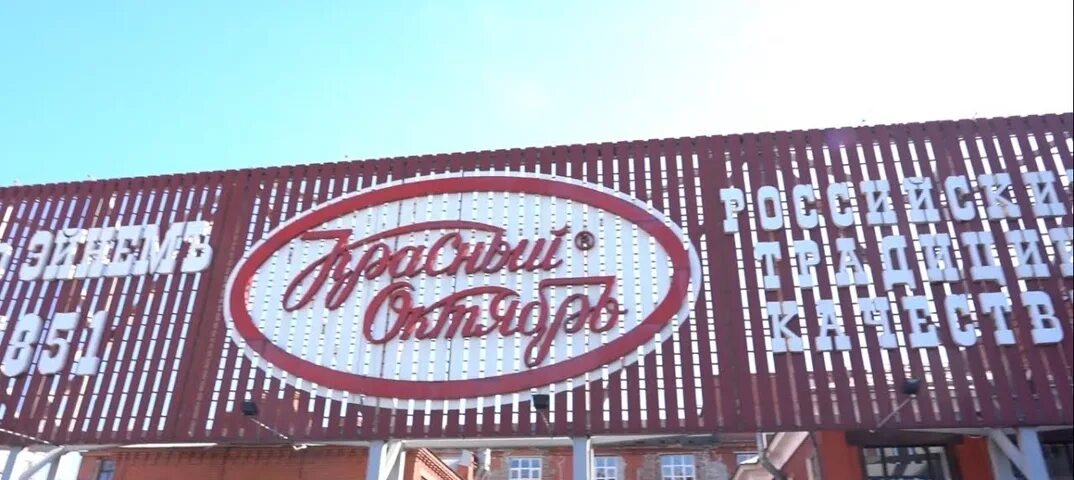 ЭЙНЕМЪ
851
Красный®
Октябрь
РОССИЙСКИ
ТРАДИЦИ
КАЧЕСТВ